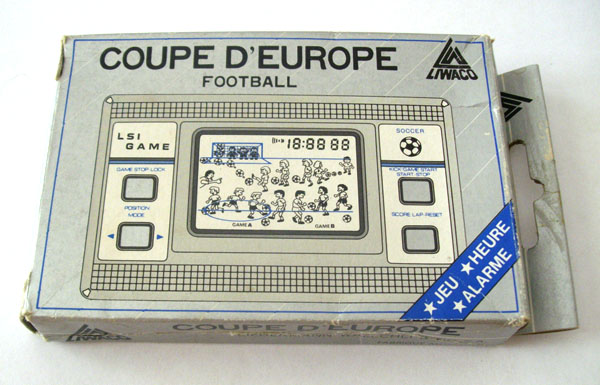 COUPE D'EUROPE
FOOTBALL
LIWACO
LSI
GAME
18:88 88
SOCCER
GAME STOP LOCK
KICK GAME START
START. STOP
POSITION
MODE
SCORE LAP-RESET
GAME A
GAME B
★JEU ★HEURE
★ALARME
LIWACO
COUPE D'EUROPE